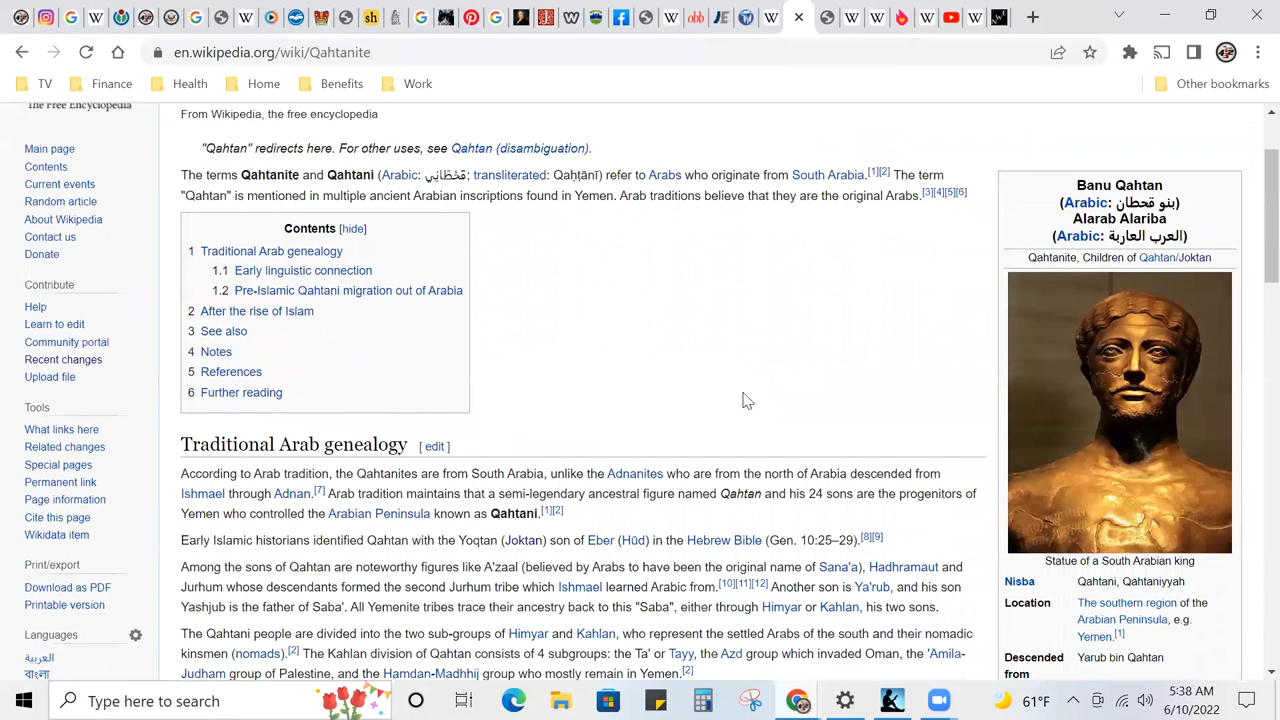 en.wikipedia.org/wiki/Qahtanite
TV Finance Health Home Benefits Work Other bookmarks
The Free Encyclopedia
Main page
Contents
Current events
Random article
About Wikipedia
Contact us
Donate
Contribute
Help
Learn to edit
Community portal
Recent changes
Upload file
Tools
What links here
Related changes
Special pages
Permanent link
Page information
Cite this page
Wikidata item
Print/export
Download as PDF
Printable version
Languages
العربية
বাংলা
From Wikipedia, the free encyclopedia
"Qahtan" redirects here. For other uses, see Qahtan (disambiguation).
The terms Qahtanite and Qahtani (Arabic: قَحْطَانِي; transliterated: Qaḥṭānī) refer to Arabs who originate from South Arabia.[1][2] The term
"Qahtan" is mentioned in multiple ancient Arabian inscriptions found in Yemen. Arab traditions believe that they are the original Arabs.[3][4][5][6]
Contents [hide]
1 Traditional Arab genealogy
1.1 Early linguistic connection
1.2 Pre-Islamic Qahtani migration out of Arabia
2 After the rise of Islam
3 See also
4 Notes
5 References
6 Further reading
Traditional Arab genealogy [ edit ]
According to Arab tradition, the Qahtanites are from South Arabia, unlike the Adnanites who are from the north of Arabia descended from
Ishmael through Adnan.[7] Arab tradition maintains that a semi-legendary ancestral figure named Qahtan and his 24 sons are the progenitors of
Yemen who controlled the Arabian Peninsula known as Qahtani.[1][2]
Early Islamic historians identified Qahtan with the Yoqtan (Joktan) son of Eber (Hūd) in the Hebrew Bible (Gen. 10:25–29).[8][9]
Among the sons of Qahtan are noteworthy figures like A'zaal (believed by Arabs to have been the original name of Sana'a), Hadhramaut and
Jurhum whose descendants formed the second Jurhum tribe which Ishmael learned Arabic from.[10][11][12] Another son is Ya'rub, and his son
Yashjub is the father of Saba'. All Yemenite tribes trace their ancestry back to this "Saba", either through Himyar or Kahlan, his two sons.
The Qahtani people are divided into the two sub-groups of Himyar and Kahlan, who represent the settled Arabs of the south and their nomadic
kinsmen (nomads).[2] The Kahlan division of Qahtan consists of 4 subgroups: the Ta' or Tayy, the Azd group which invaded Oman, the 'Amila-
Judham group of Palestine, and the Hamdan-Madhhij group who mostly remain in Yemen.[2]
Banu Qahtan
(Arabic: بنو قحطان)
Alarab Alariba
(Arabic: العرب العاربة)
Qahtanite, Children of Qahtan/Joktan
Statue of a South Arabian king
Nisba Qahtani, Qahtaniyyah
Location The southern region of the
Arabian Peninsula, e.g.
Yemen.[1]
Descended Yarub bin Qahtan
from
Type here to search
61°F
5:38 AM
6/10/2022